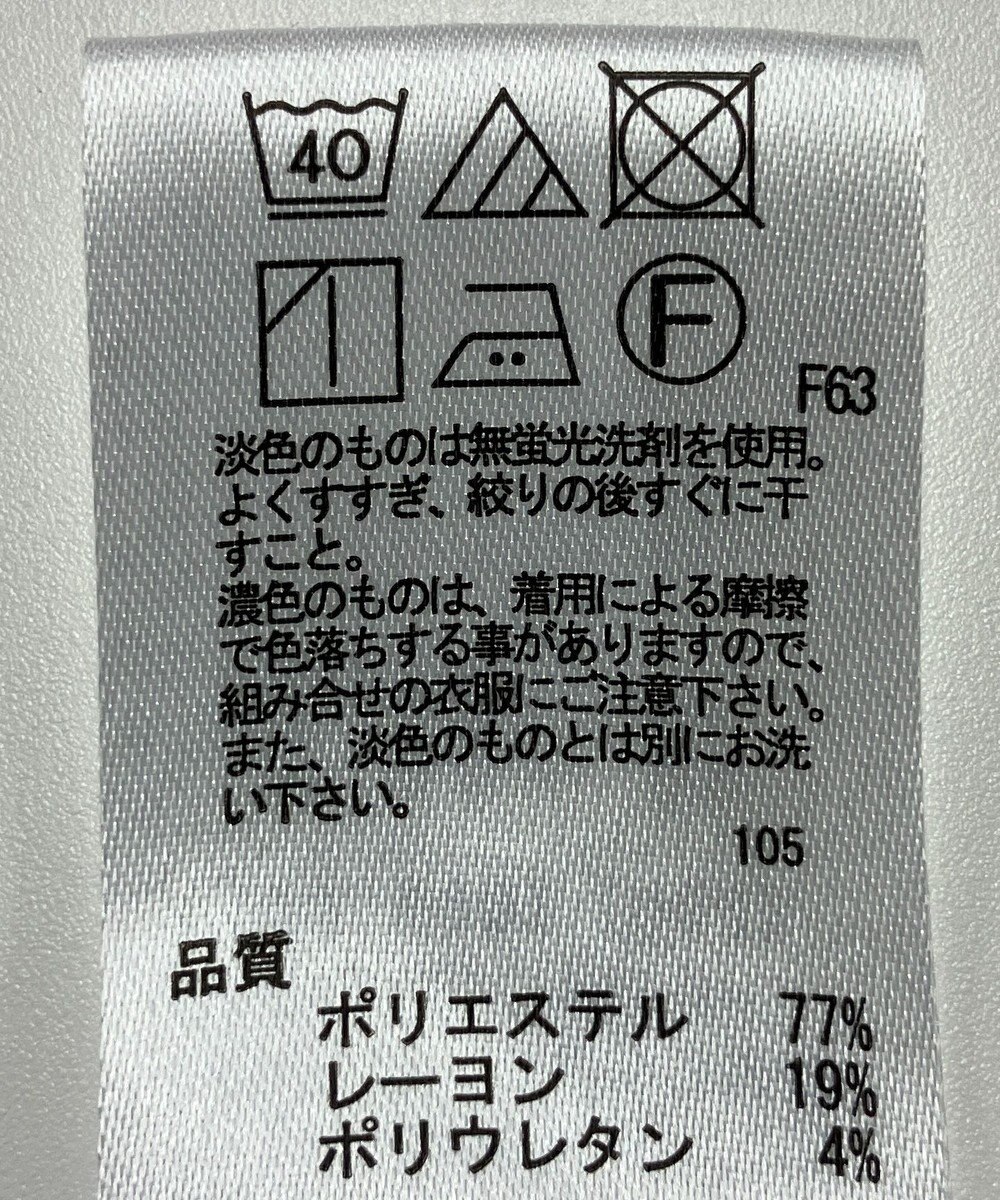 40
F
F63
淡色のものは無蛍光洗剤を使用。
よくすすぎ、絞りの後すぐに干
すこと。
濃色のものは、着用による摩擦
で色落ちする事がありますので、
組み合せの衣服にご注意下さい。
また、淡色のものとは別にお洗
い下さい。
105
品質
ポリエステル 77%
レーヨン 19%
ポリウレタン 4%